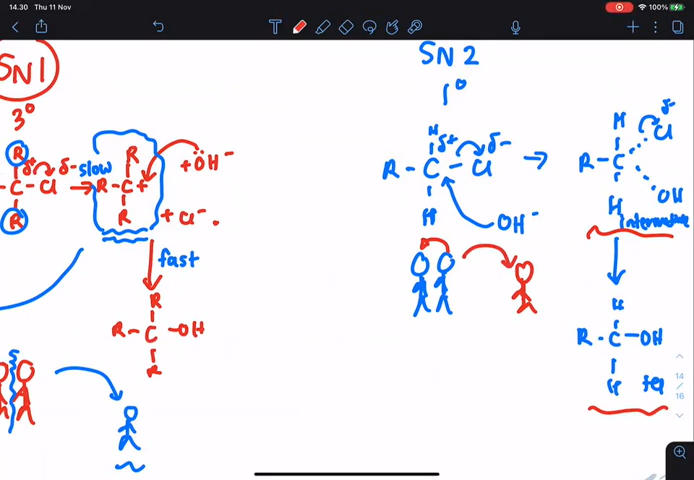 14.30 Thu 11 Nov
100%
SN1
3°
R
δ+ δ-
C - Cl
R
slow
R
R - C +
R
+ ÖH⁻
+ Cl⁻.
fast
R
R - C - OH
R
SN2
1°
H
δ+ δ-
R - C - Cl
H
OH⁻
H
δ-
Cl
R - C
OH
H
Intermediate
H
R - C - OH
H
14
/
16